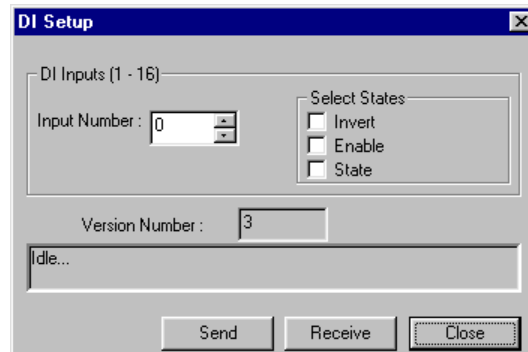 DI Setup
DI Inputs (1 - 16)
Select States
Input Number : 0
Invert
Enable
State
Version Number : 3
Idle...
Send Receive Close